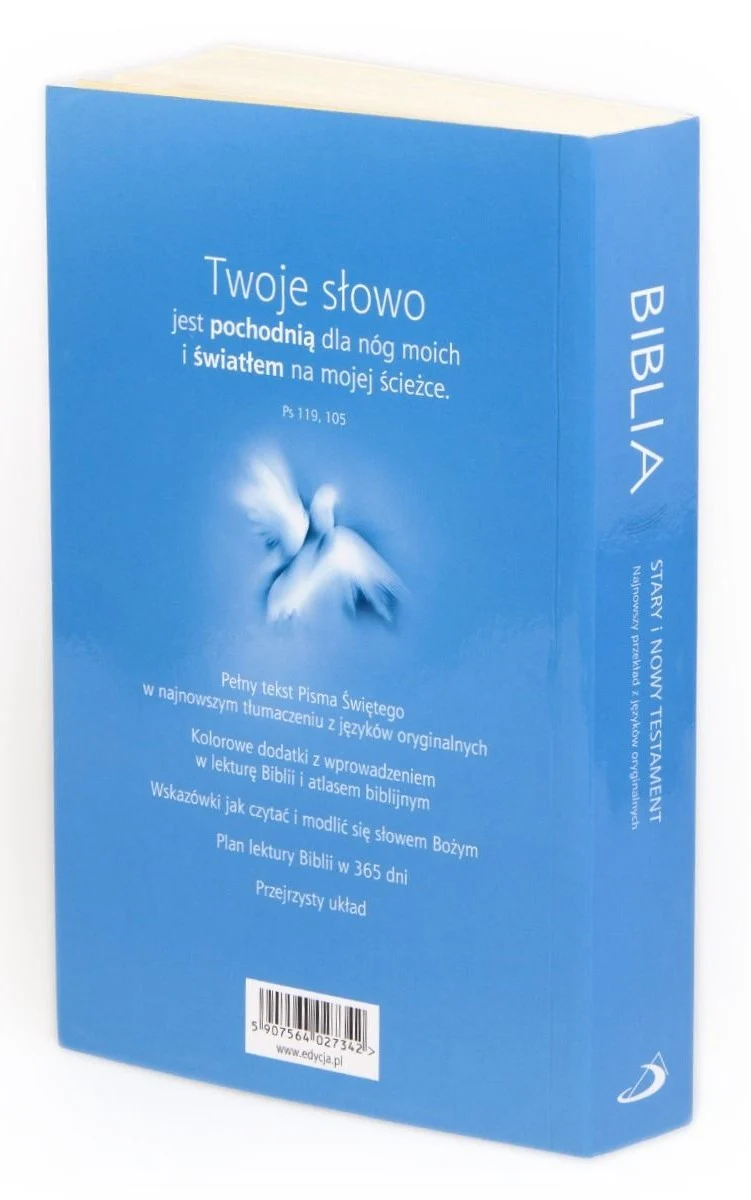 Twoje słowo
jest pochodnią dla nóg moich
i światłem na mojej ścieżce.
Ps 119, 105
Pełny tekst Pisma Świętego
w najnowszym tłumaczeniu z języków oryginalnych
Kolorowe dodatki z wprowadzeniem
w lekturę Biblii i atlasem biblijnym
Wskazówki jak czytać i modlić się słowem Bożym
Plan lektury Biblii w 365 dni
Przejrzysty układ
5 907564 027342 >
www.edycja.pl
BIBLIA
STARY i NOWY TESTAMENT
Najnowszy przekład z języków oryginalnych